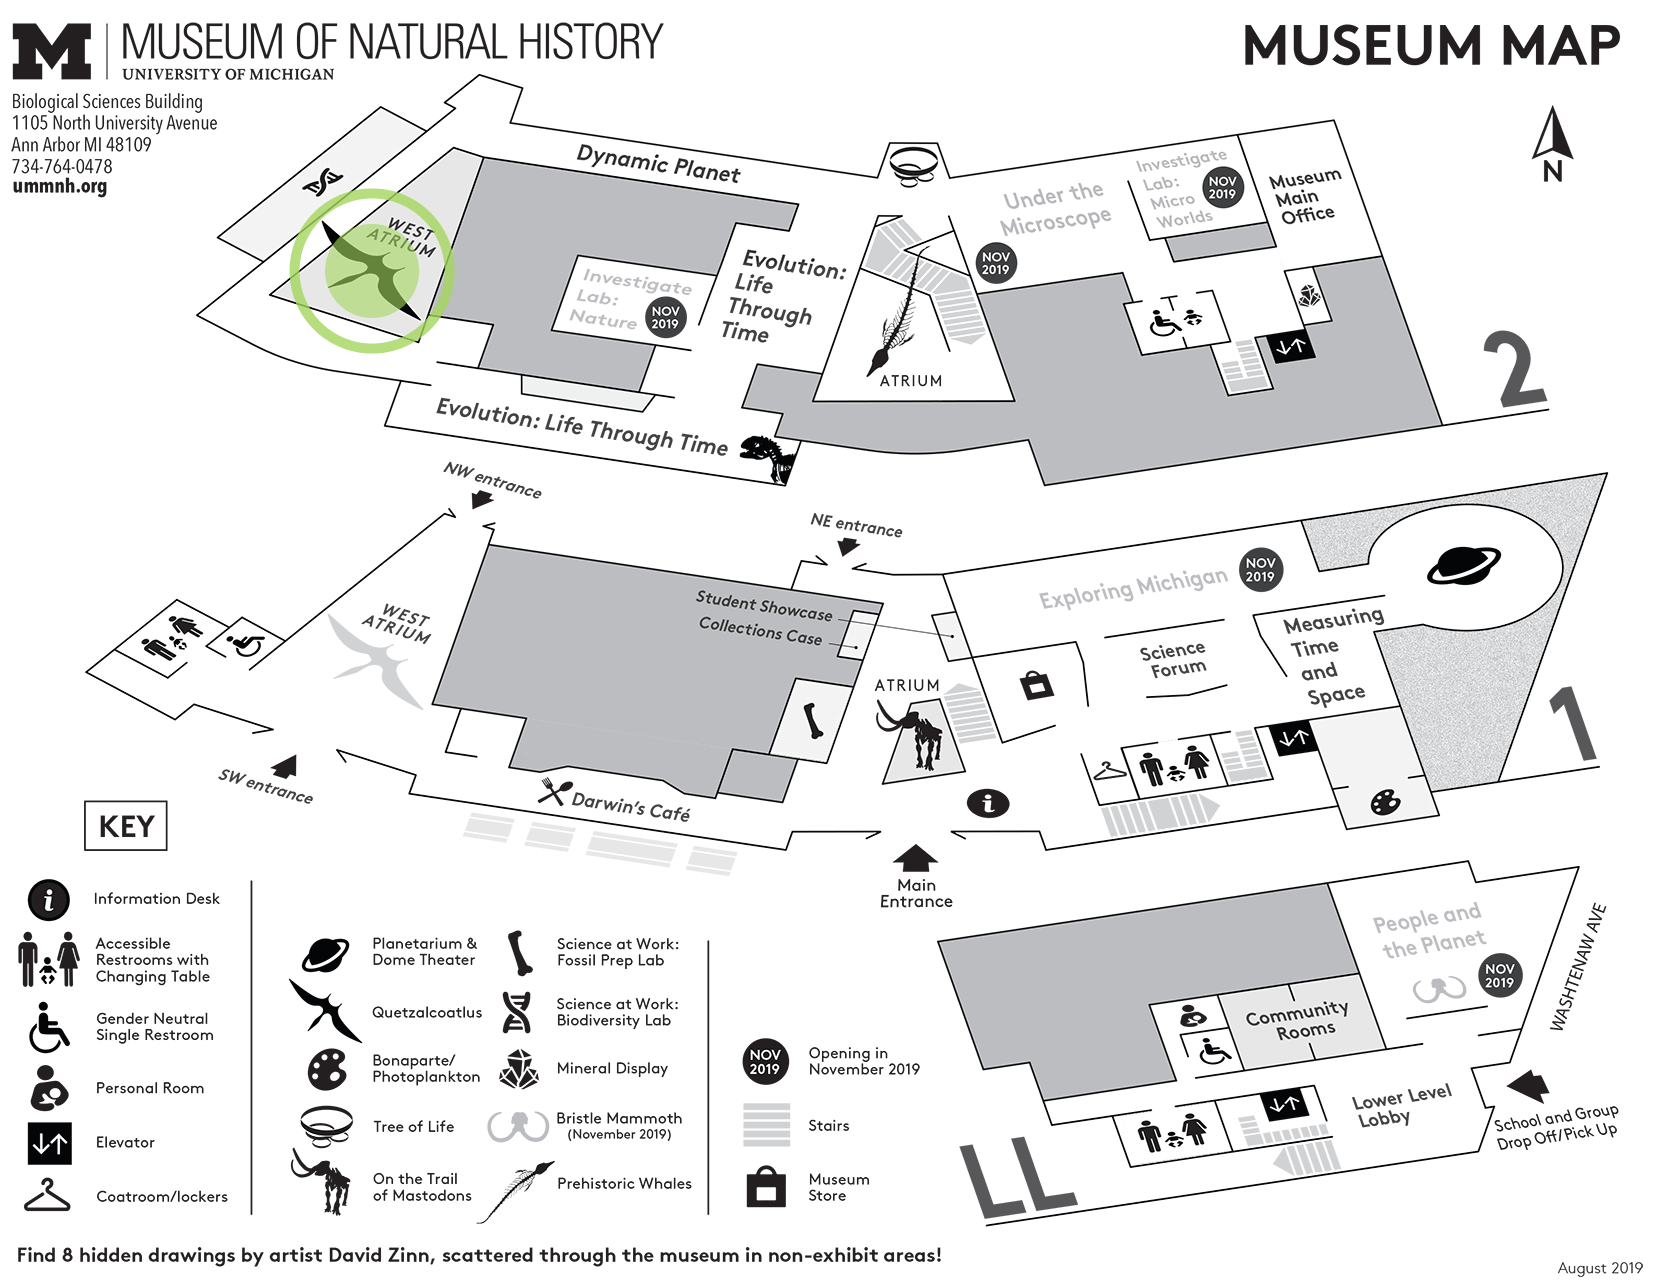 M
MUSEUM OF NATURAL HISTORY
UNIVERSITY OF MICHIGAN
Biological Sciences Building
1105 North University Avenue
Ann Arbor MI 48109
734-764-0478
ummnh.org
MUSEUM MAP
N
Dynamic Planet
WEST
ATRIUM
Investigate
Lab:
Nature
NOV
2019
Evolution:
Life
Through
Time
Evolution: Life Through Time
ATRIUM
Under the
Microscope
NOV
2019
Investigate
Lab:
Micro
Worlds
NOV
2019
Museum
Main
Office
2
NW entrance
NE entrance
WEST
ATRIUM
Student Showcase
Collections Case
ATRIUM
Exploring Michigan
NOV
2019
Science
Forum
Measuring
Time
and
Space
1
SW entrance
Darwin's Café
i
Main
Entrance
People and
the Planet
NOV
2019
Community
Rooms
Lower Level
Lobby
WASHTENAW AVE
School and Group
Drop Off/Pick Up
LL
KEY
i
Information Desk
Accessible
Restrooms with
Changing Table
Gender Neutral
Single Restroom
Personal Room
Elevator
Coatroom/lockers
Planetarium &
Dome Theater
Quetzalcoatlus
Bonaparte/
Photoplankton
Tree of Life
On the Trail
of Mastodons
Science at Work:
Fossil Prep Lab
Science at Work:
Biodiversity Lab
Mineral Display
Bristle Mammoth
(November 2019)
Prehistoric Whales
NOV
2019
Opening in
November 2019
Stairs
Museum
Store
Find 8 hidden drawings by artist David Zinn, scattered through the museum in non-exhibit areas!
August 2019